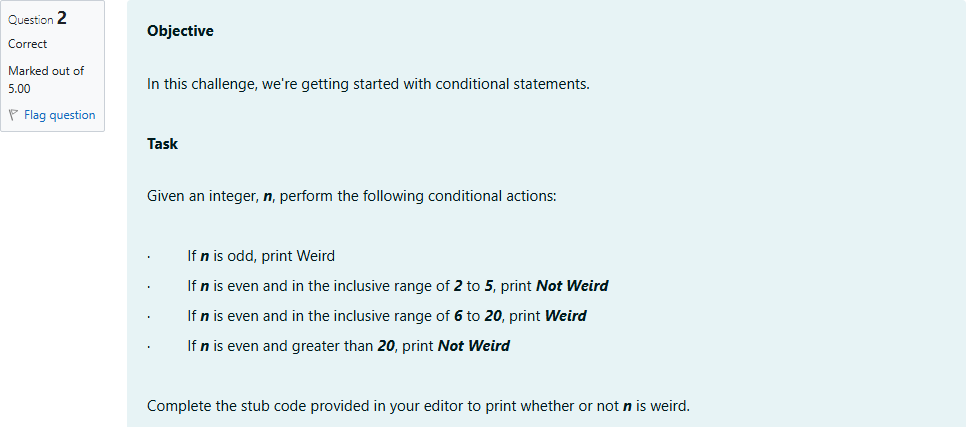 Question 2
Correct
Marked out of
5.00
Flag question
Objective
In this challenge, we're getting started with conditional statements.
Task
Given an integer, n, perform the following conditional actions:
· If n is odd, print Weird
· If n is even and in the inclusive range of 2 to 5, print Not Weird
· If n is even and in the inclusive range of 6 to 20, print Weird
· If n is even and greater than 20, print Not Weird
Complete the stub code provided in your editor to print whether or not n is weird.